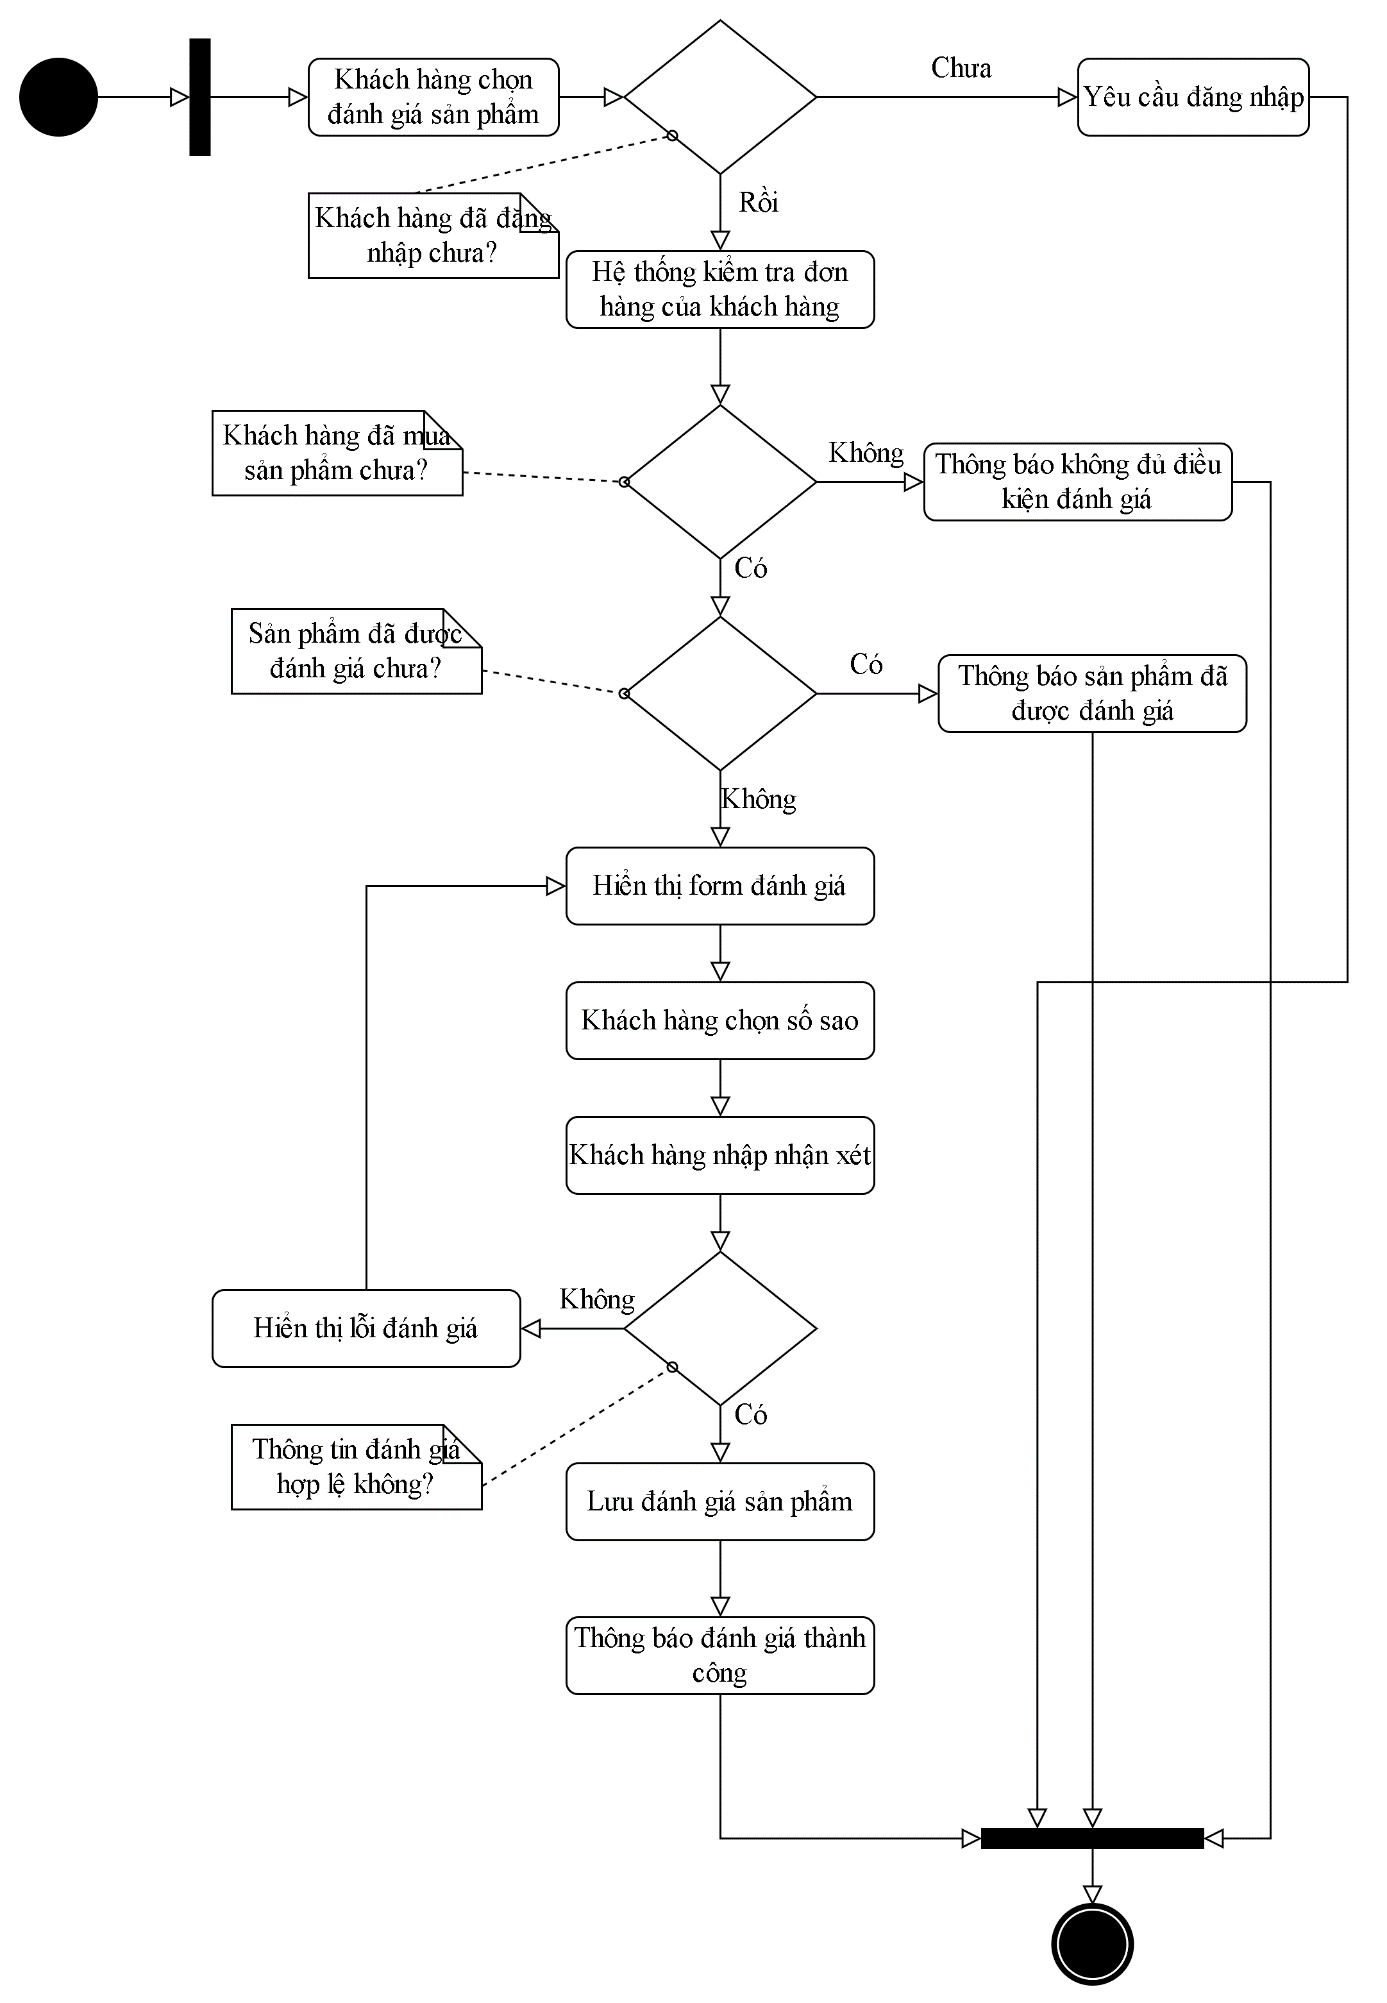 Khách hàng chọn
đánh giá sản phẩm
Chưa
Yêu cầu đăng nhập
Khách hàng đã đăng
nhập chưa?
Rồi
Hệ thống kiểm tra đơn
hàng của khách hàng
Khách hàng đã mua
sản phẩm chưa?
Không
Thông báo không đủ điều
kiện đánh giá
Có
Sản phẩm đã được
đánh giá chưa?
Có
Thông báo sản phẩm đã
được đánh giá
Không
Hiển thị form đánh giá
Khách hàng chọn số sao
Khách hàng nhập nhận xét
Không
Hiển thị lỗi đánh giá
Có
Thông tin đánh giá
hợp lệ không?
Lưu đánh giá sản phẩm
Thông báo đánh giá thành
công